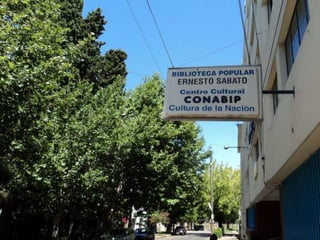 BIBLIOTECA POPULAR
ERNESTO SABATO
Centro Cultural
CONABIP
Cultura de la Nación